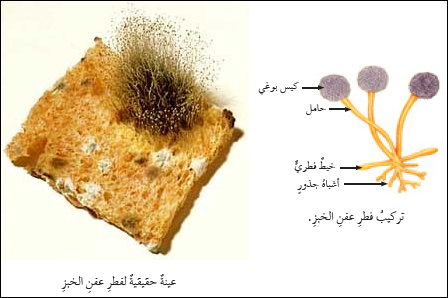 كيس بوغي
حامل
خيطٌ فطريٌّ
أشباهُ جذورٍ
تركيبُ فطرِ عفنِ الخبزِ.
عينةٌ حقيقيةٌ لفطرِ عفنِ الخبزِ